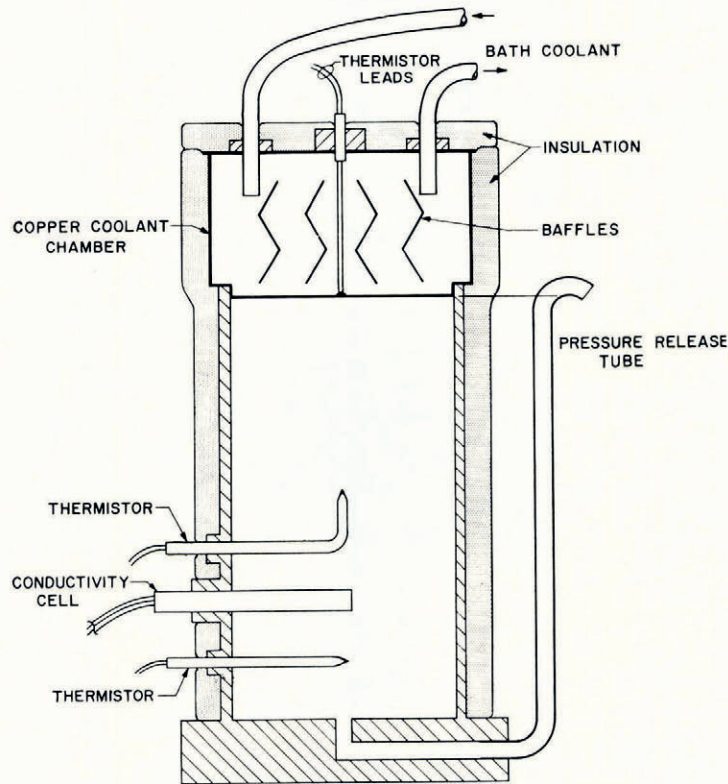 THERMISTOR
LEADS
BATH COOLANT
INSULATION
COPPER COOLANT
CHAMBER
BAFFLES
PRESSURE RELEASE
TUBE
THERMISTOR
CONDUCTIVITY
CELL
THERMISTOR